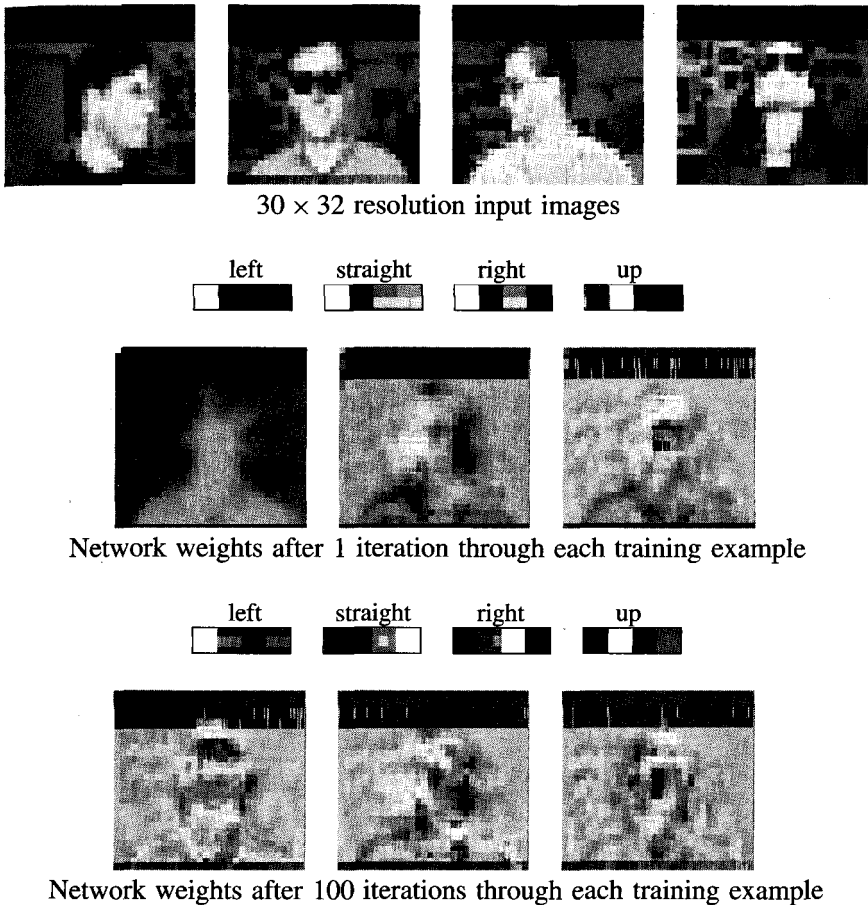 30 × 32 resolution input images
left straight right up
Network weights after 1 iteration through each training example
left straight right up
Network weights after 100 iterations through each training example